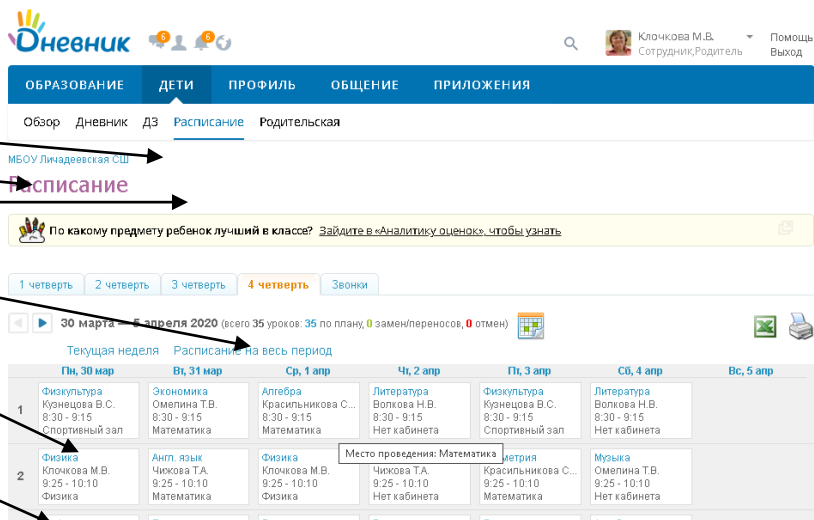 Дневник
6
6
Клочкова М.В.
Сотрудник,Родитель
Помощь
Выход
ОБРАЗОВАНИЕ ДЕТИ ПРОФИЛЬ ОБЩЕНИЕ ПРИЛОЖЕНИЯ
Обзор Дневник ДЗ Расписание Родительская
МБОУ Личадеевская СШ
Расписание
По какому предмету ребенок лучший в классе? Зайдите в «Аналитику оценок», чтобы узнать
1 четверть 2 четверть 3 четверть 4 четверть Звонки
30 марта — 5 апреля 2020 (всего 35 уроков: 35 по плану, 0 замен/переносов, 0 отмен)
Текущая неделя Расписание на весь период
Пн, 30 мар Вт, 31 мар Ср, 1 апр Чт, 2 апр Пт, 3 апр Сб, 4 апр Вс, 5 апр
1
Физкультура Экономика Алгебра Литература Физкультура Литература
Кузнецова В.С. Омелина Т.В. Красильникова С... Волкова Н.В. Кузнецова В.С. Волкова Н.В.
8:30 - 9:15 8:30 - 9:15 8:30 - 9:15 8:30 - 9:15 8:30 - 9:15 8:30 - 9:15
Спортивный зал Математика Математика Нет кабинета Спортивный зал Нет кабинета
Место проведения: Математика
2
Физика Англ. язык Физика метрия Музыка
Клочкова М.В. Чижова Т.А. Клочкова М.В. Чижова Т.А. Красильникова С... Омелина Т.В.
9:25 - 10:10 9:25 - 10:10 9:25 - 10:10 9:25 - 10:10 9:25 - 10:10 9:25 - 10:10
Физика Математика Физика Нет кабинета Математика Нет кабинета